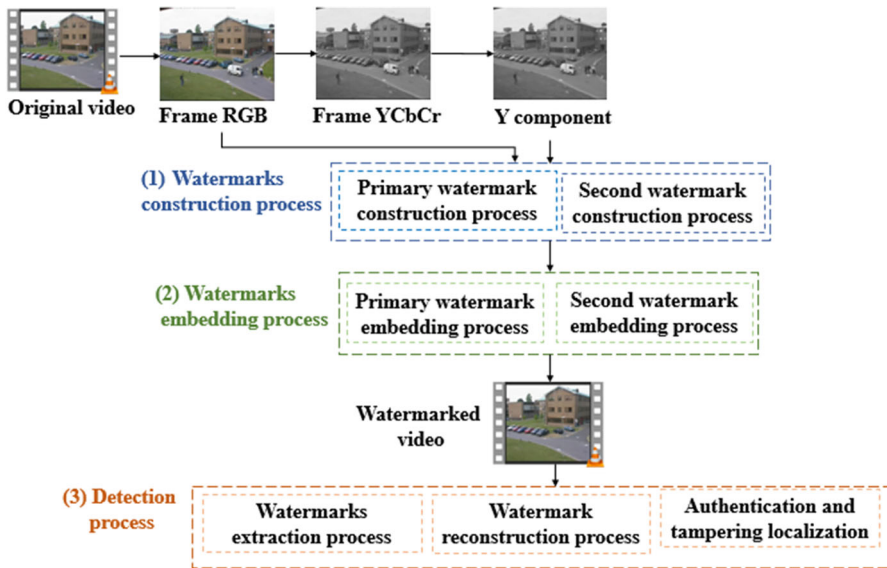 Original video
Frame RGB
Frame YCbCr
Y component
(1) Watermarks
construction process
Primary watermark
construction process
Second watermark
construction process
(2) Watermarks
embedding process
Primary watermark
embedding process
Second watermark
embedding process
Watermarked
video
(3) Detection
process
Watermarks
extraction process
Watermark
reconstruction process
Authentication and
tampering localization